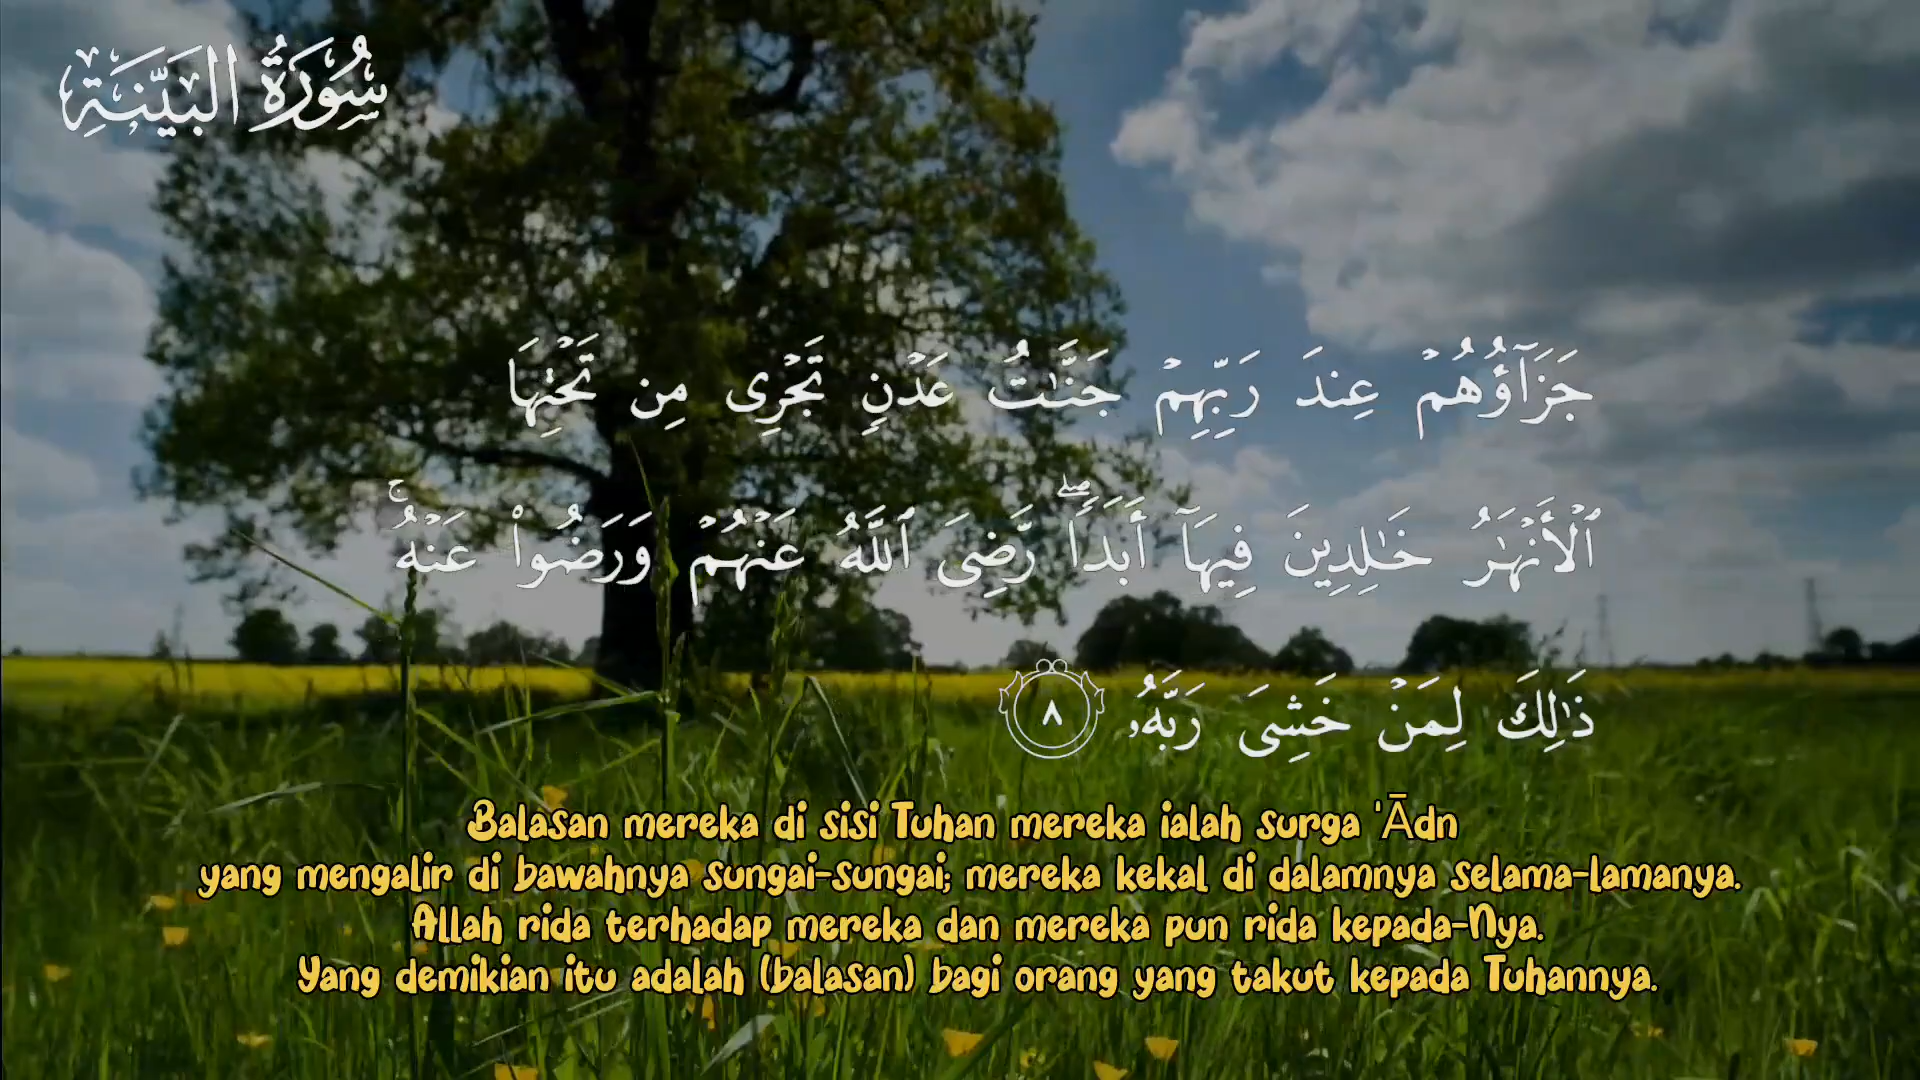 سُورَةُ البَيِّنَةِ
جَزَآؤُهُمۡ عِندَ رَبِّهِمۡ جَنَّٰتُ عَدۡنٖ تَجۡرِي مِن تَحۡتِهَا
ٱلۡأَنۡهَٰرُ خَٰلِدِينَ فِيهَآ أَبَدٗاۖ رَّضِيَ ٱللَّهُ عَنۡهُمۡ وَرَضُواْ عَنۡهُۚ
ذَٰلِكَ لِمَنۡ خَشِيَ رَبَّهُۥ ٨
Balasan mereka di sisi Tuhan mereka ialah surga 'Ādn
yang mengalir di bawahnya sungai-sungai; mereka kekal di dalamnya selama-lamanya.
Allah rida terhadap mereka dan mereka pun rida kepada-Nya.
Yang demikian itu adalah (balasan) bagi orang yang takut kepada Tuhannya.